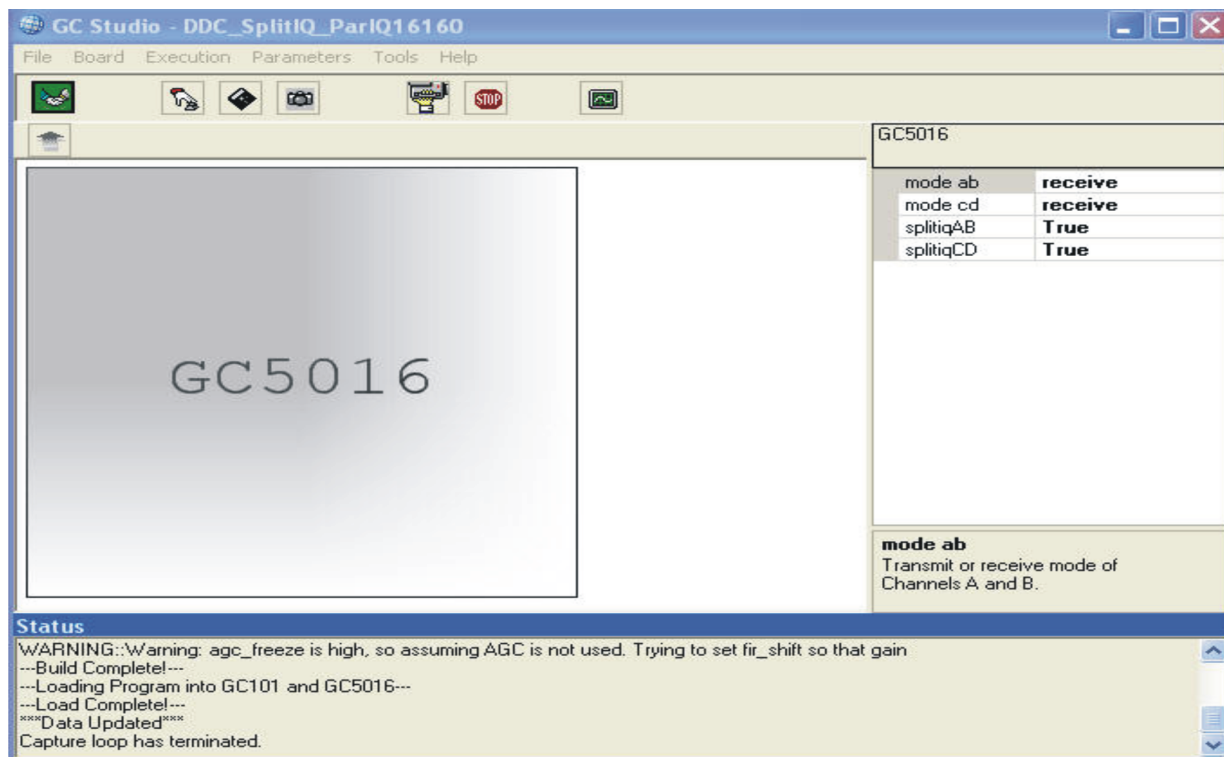 GC Studio - DDC_SplitIQ_ParIQ16160
File Board Execution Parameters Tools Help
STOP
GC5016
mode ab receive
mode cd receive
splitiqAB True
splitiqCD True
GC5016
mode ab
Transmit or receive mode of
Channels A and B.
Status
WARNING::Warning: agc_freeze is high, so assuming AGC is not used. Trying to set fir_shift so that gain
---Build Complete!---
---Loading Program into GC101 and GC5016---
---Load Complete!---
***Data Updated***
Capture loop has terminated.